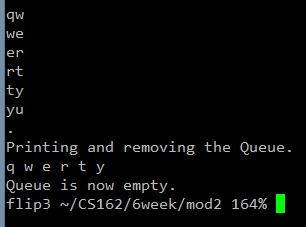 qw
we
er
rt
ty
yu
.
Printing and removing the Queue.
q w e r t y
Queue is now empty.
flip3 ~/CS162/6week/mod2 164%